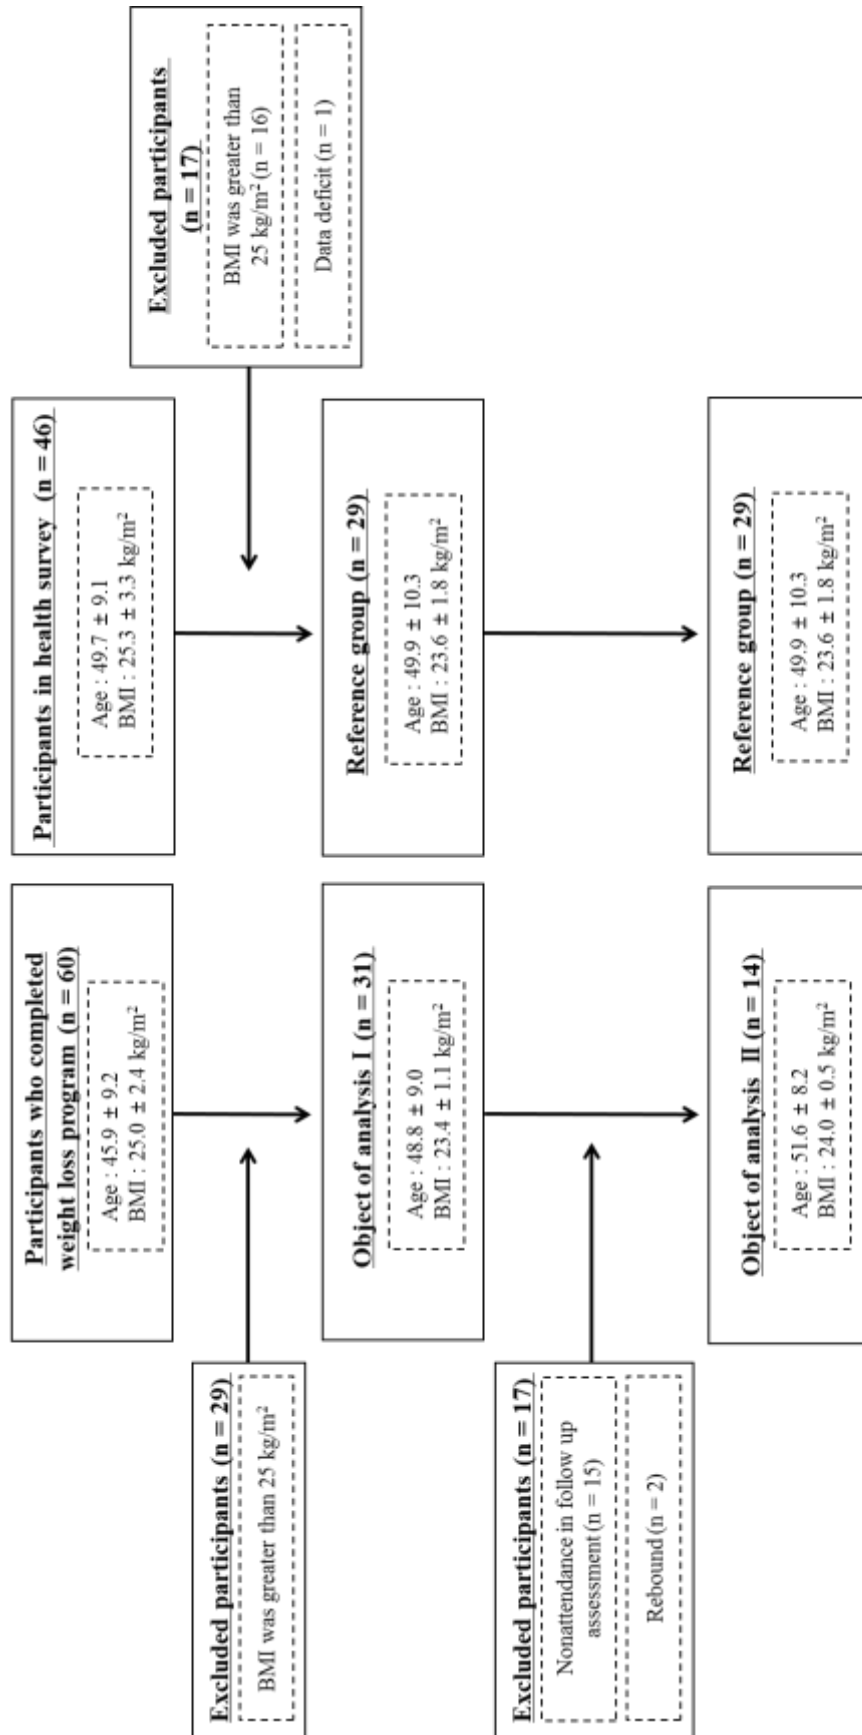 Participants who completed
weight loss program (n = 60)
Age : 45.9 ± 9.2
BMI : 25.0 ± 2.4 kg/m²
Participants in health survey (n = 46)
Age : 49.7 ± 9.1
BMI : 25.3 ± 3.3 kg/m²
Excluded participants (n = 29)
BMI was greater than 25 kg/m²
Excluded participants
(n = 17)
BMI was greater than
25 kg/m² (n = 16)
Data deficit (n = 1)
Object of analysis I (n = 31)
Age : 48.8 ± 9.0
BMI : 23.4 ± 1.1 kg/m²
Reference group (n = 29)
Age : 49.9 ± 10.3
BMI : 23.6 ± 1.8 kg/m²
Excluded participants (n = 17)
Nonattendance in follow up
assessment (n = 15)
Rebound (n = 2)
Object of analysis II (n = 14)
Age : 51.6 ± 8.2
BMI : 24.0 ± 0.5 kg/m²
Reference group (n = 29)
Age : 49.9 ± 10.3
BMI : 23.6 ± 1.8 kg/m²